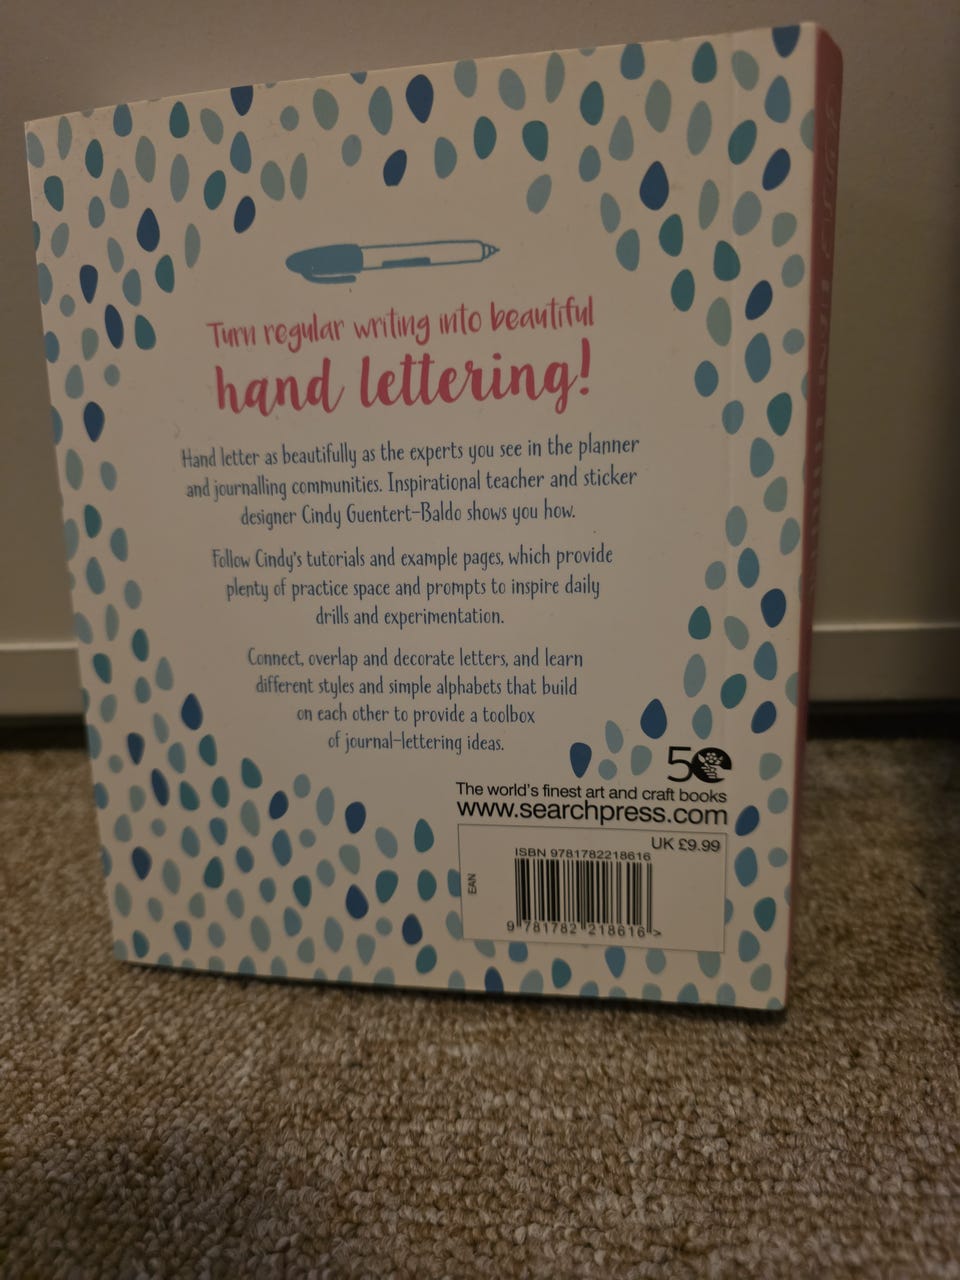 Turn regular writing into beautiful
hand lettering!
Hand letter as beautifully as the experts you see in the planner
and journalling communities. Inspirational teacher and sticker
designer Cindy Guentert-Baldo shows you how.
Follow Cindy's tutorials and example pages, which provide
plenty of practice space and prompts to inspire daily
drills and experimentation.
Connect, overlap and decorate letters, and learn
different styles and simple alphabets that build
on each other to provide a toolbox
of journal-lettering ideas.
50
The world's finest art and craft books
www.searchpress.com
UK £9.99
ISBN 9781782218616
EAN
9 781782 218616 >